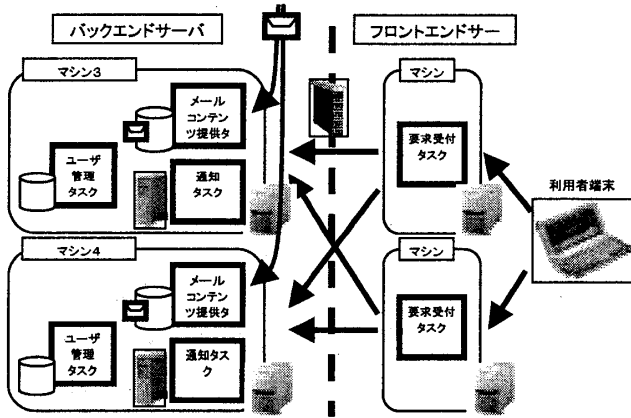 バックエンドサーバ
フロントエンドサー
マシン3
メール
コンテン
ツ提供タ
ユーザ
管理
タスク
通知
タスク
マシン
要求受付
タスク
利用者端末
マシン4
メール
コンテン
ツ提供タ
ユーザ
管理
タスク
通知タス
ク
マシン
要求受付
タスク